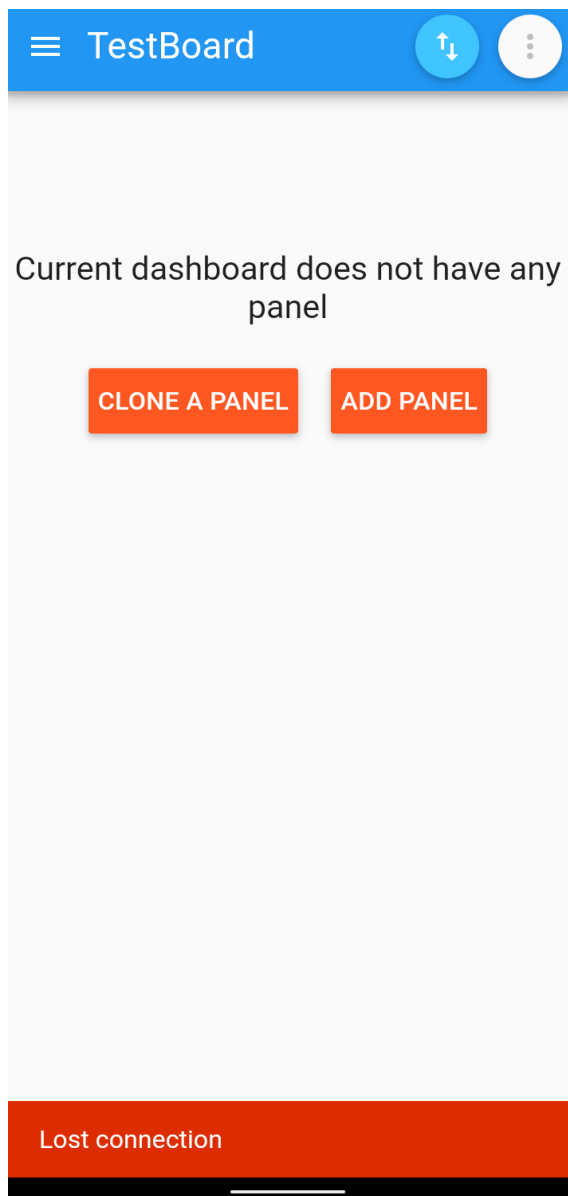 TestBoard
Current dashboard does not have any
panel
CLONE A PANEL
ADD PANEL
Lost connection